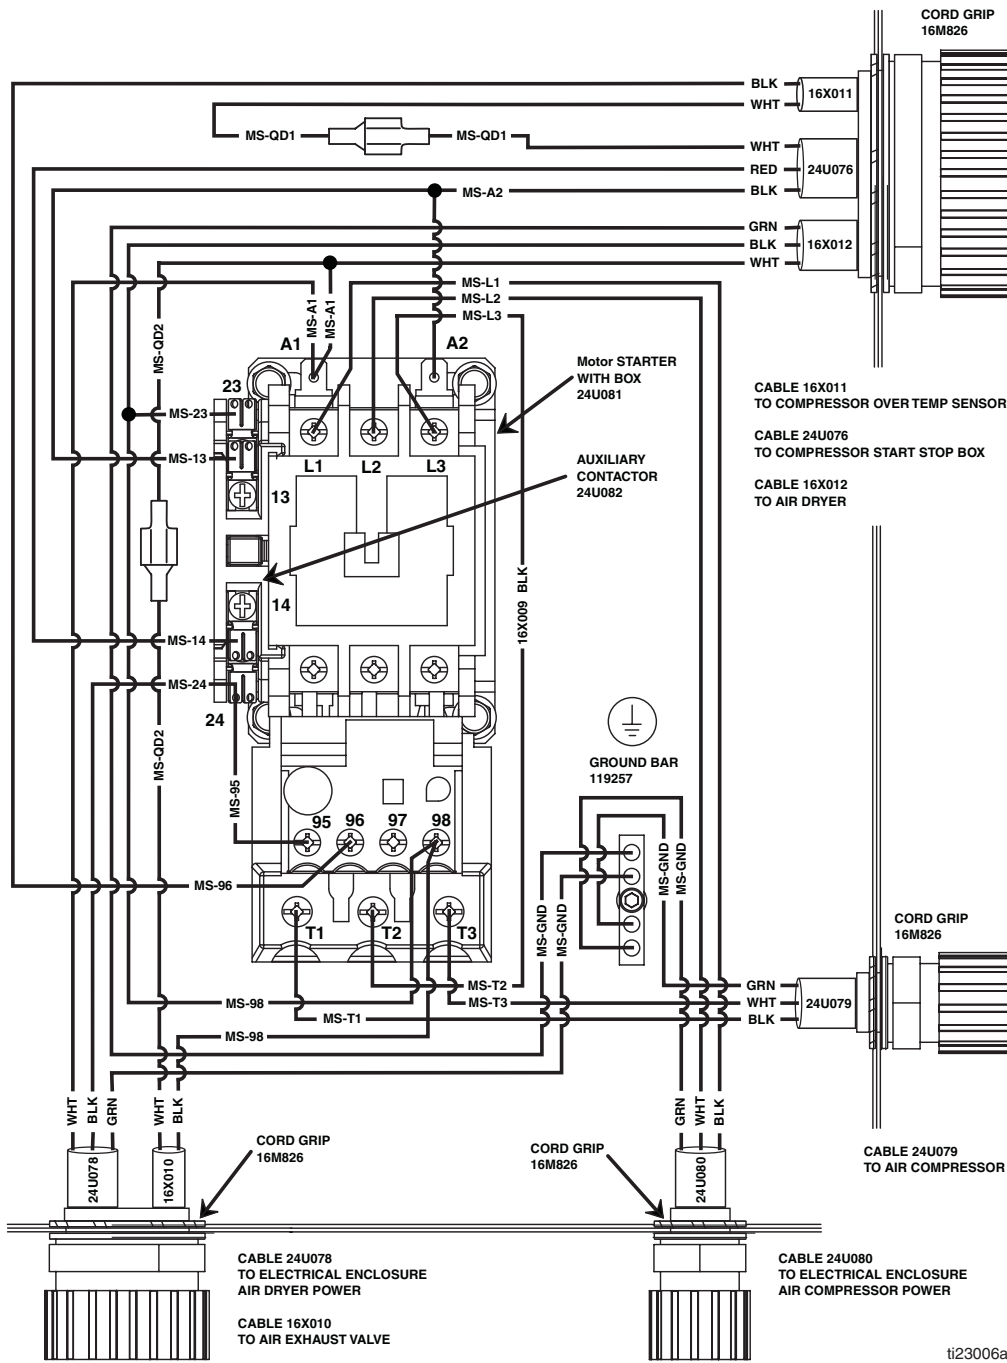 CORD GRIP
16M826
BLK
WHT
16X011
MS-QD1
MS-QD1
WHT
RED
BLK
24U076
MS-A2
GRN
BLK
WHT
16X012
MS-L1
MS-L2
MS-L3
MS-A1
MS-A1
MS-QD2
A1
A2
Motor STARTER
WITH BOX
24U081
CABLE 16X011
TO COMPRESSOR OVER TEMP SENSOR
CABLE 24U076
TO COMPRESSOR START STOP BOX
CABLE 16X012
TO AIR DRYER
23
MS-23
MS-13
L1
L2
L3
13
AUXILIARY
CONTACTOR
24U082
14
16X009 BLK
MS-14
MS-24
24
MS-QD2
MS-95
GROUND BAR
119257
95
96
97
98
MS-96
MS-GND
MS-GND
MS-GND
MS-GND
T1
T2
T3
CORD GRIP
16M826
MS-T2
MS-98
MS-T3
MS-T1
MS-98
GRN
WHT
BLK
24U079
WHT
BLK
GRN
WHT
BLK
GRN
WHT
BLK
CORD GRIP
16M826
CORD GRIP
16M826
CABLE 24U079
TO AIR COMPRESSOR
24U078
16X010
24U080
CABLE 24U078
TO ELECTRICAL ENCLOSURE
AIR DRYER POWER
CABLE 16X010
TO AIR EXHAUST VALVE
CABLE 24U080
TO ELECTRICAL ENCLOSURE
AIR COMPRESSOR POWER
ti23006a